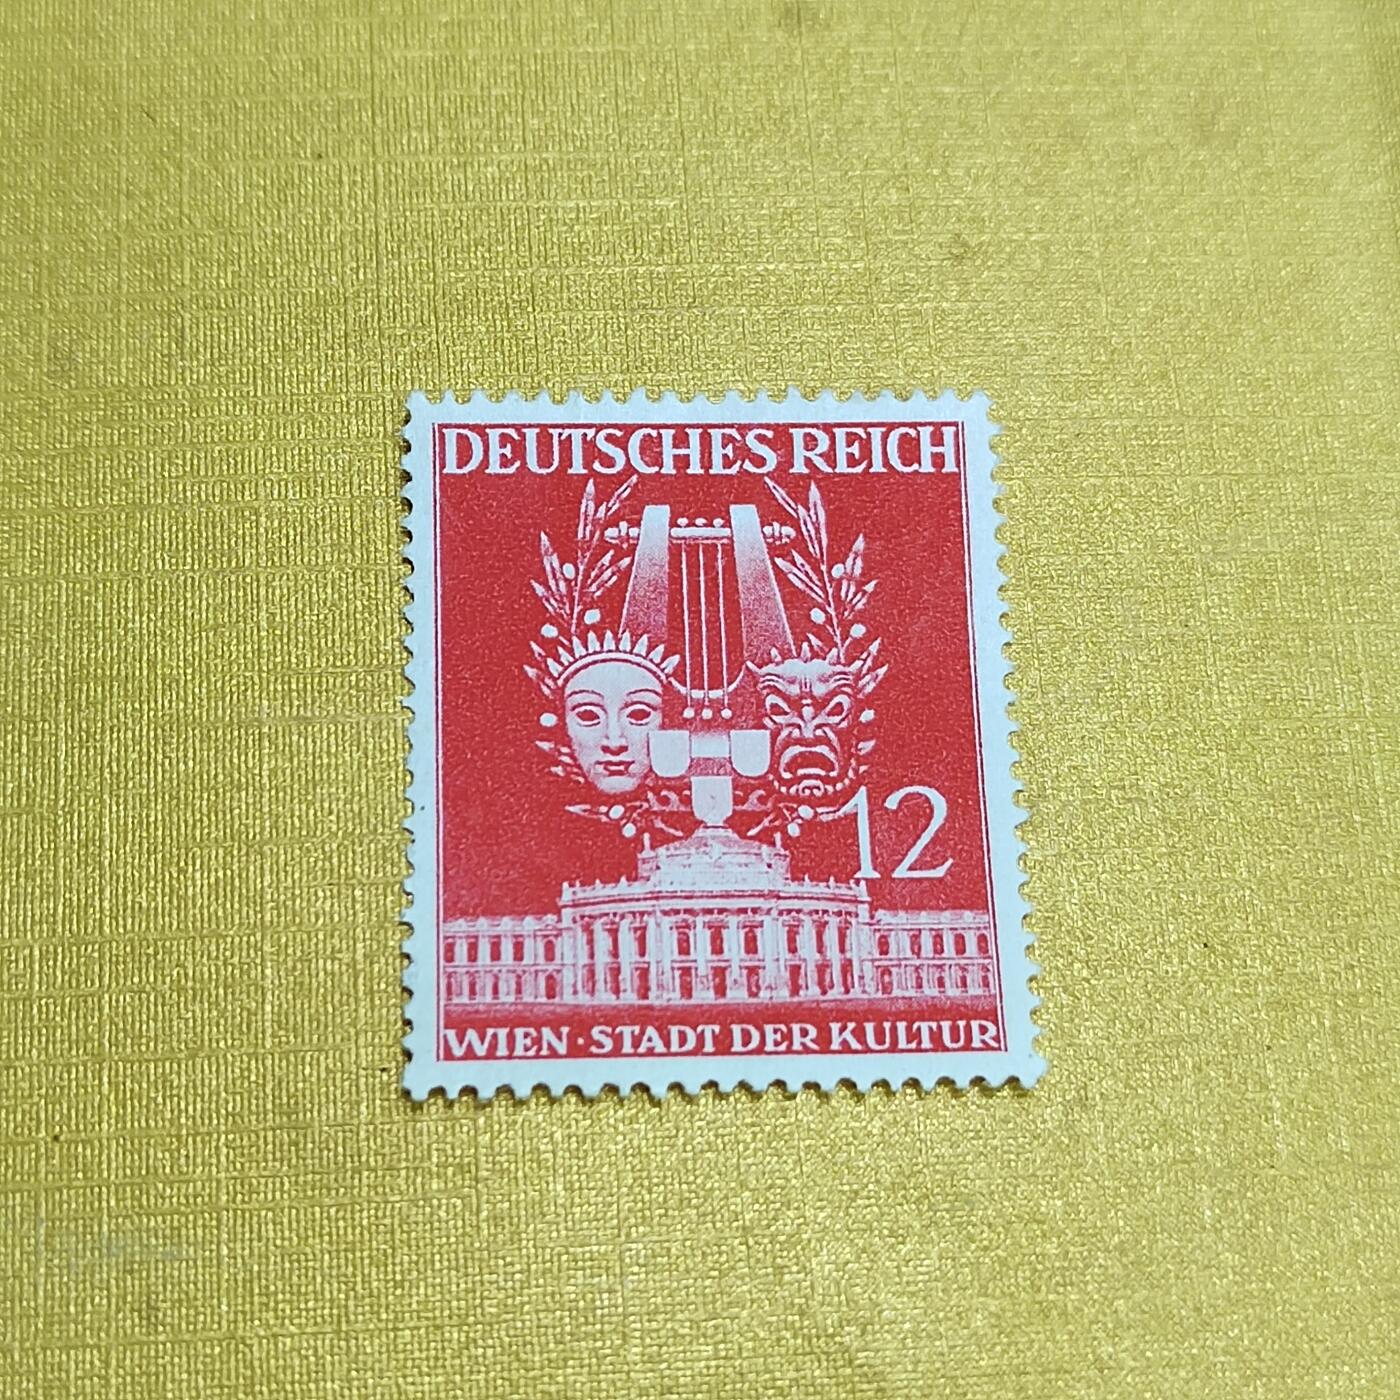 DEUTSCHES REICH
12
WIEN·STADT DER KULTUR